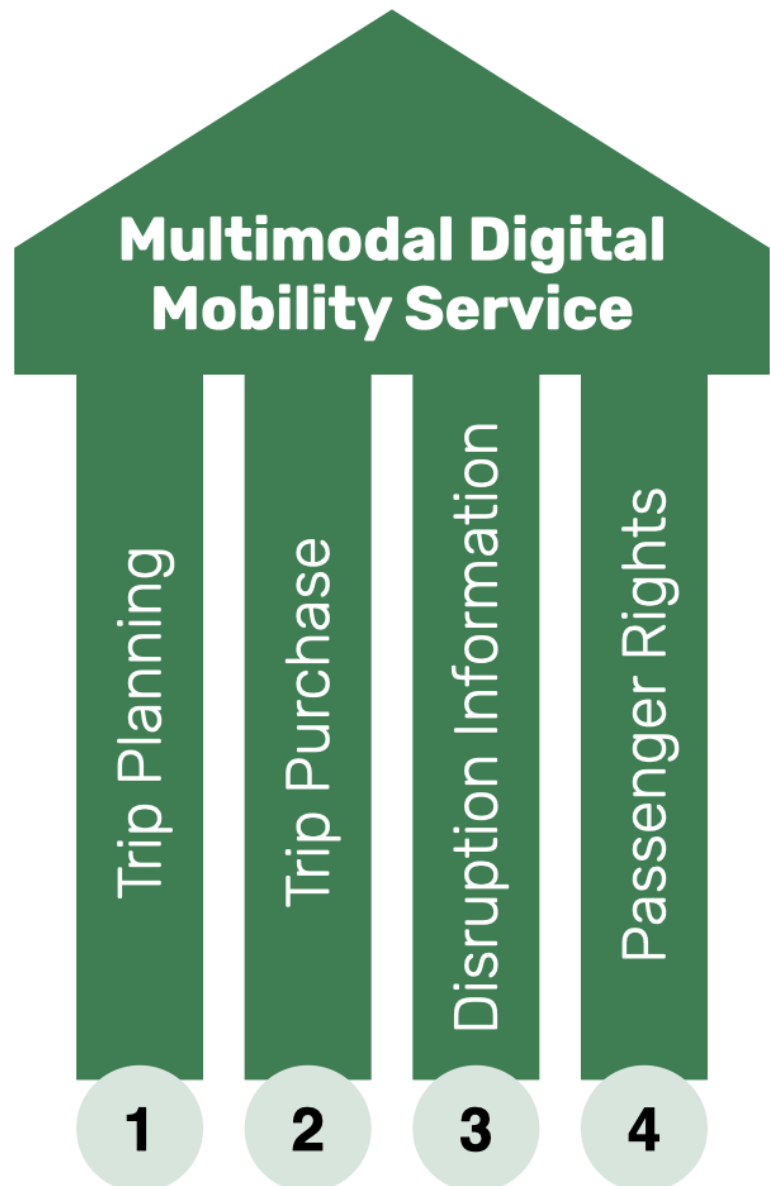 Multimodal Digital
Mobility Service
Trip Planning
Trip Purchase
Disruption Information
Passenger Rights
1
2
3
4